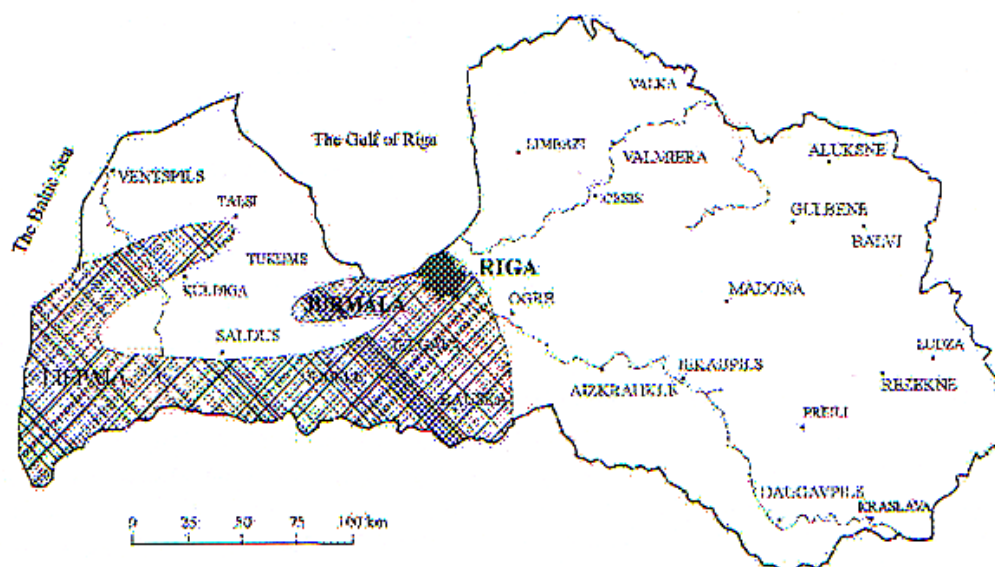 VALKA
The Gulf of Riga
LIMBAZI
VALMIERA
ALUKSNE
The Baltic Sea
VENTSPILS
CESIS
TALSI
GULBENE
BALVI
TUKUMS
RIGA
KULDIGA
JURMALA
OGRE
MADONA
SALDUS
LUDZA
LIEPAJA
JEKABPILS
REZEKNE
AIZKRAUKLE
PREILI
DAUGAVPILS
KRASLAVA
0 25 50 75 100 km